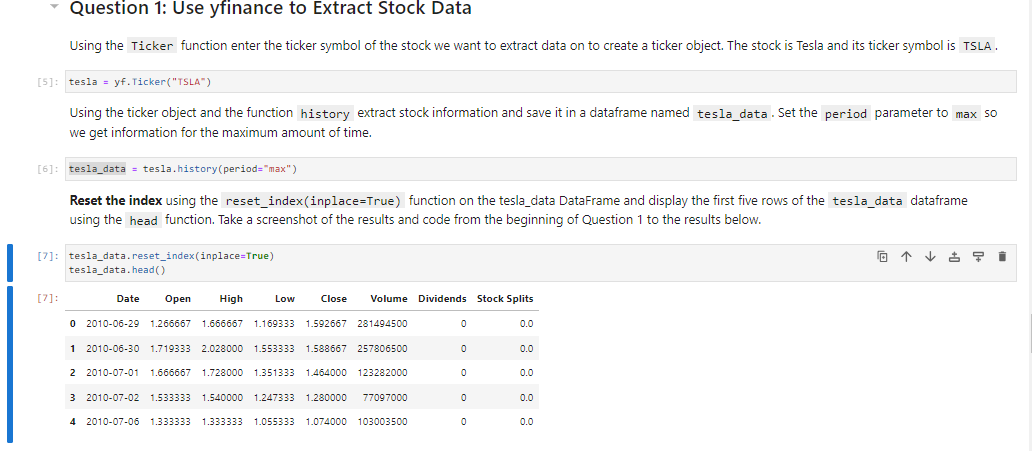 Question 1: Use yfinance to Extract Stock Data
Using the Ticker function enter the ticker symbol of the stock we want to extract data on to create a ticker object. The stock is Tesla and its ticker symbol is TSLA .
[5]: tesla = yf.Ticker("TSLA")
Using the ticker object and the function history extract stock information and save it in a dataframe named tesla_data . Set the period parameter to max so
we get information for the maximum amount of time.
[6]: tesla_data = tesla.history(period="max")
Reset the index using the reset_index(inplace=True) function on the tesla_data DataFrame and display the first five rows of the tesla_data dataframe
using the head function. Take a screenshot of the results and code from the beginning of Question 1 to the results below.
[7]: tesla_data.reset_index(inplace=True)
tesla_data.head()
[7]: Date Open High Low Close Volume Dividends Stock Splits
0 2010-06-29 1.266667 1.666667 1.169333 1.592667 281494500 0 0.0
1 2010-06-30 1.719333 2.028000 1.553333 1.588667 257806500 0 0.0
2 2010-07-01 1.666667 1.728000 1.351333 1.464000 123282000 0 0.0
3 2010-07-02 1.533333 1.540000 1.247333 1.280000 77097000 0 0.0
4 2010-07-06 1.333333 1.333333 1.055333 1.074000 103003500 0 0.0